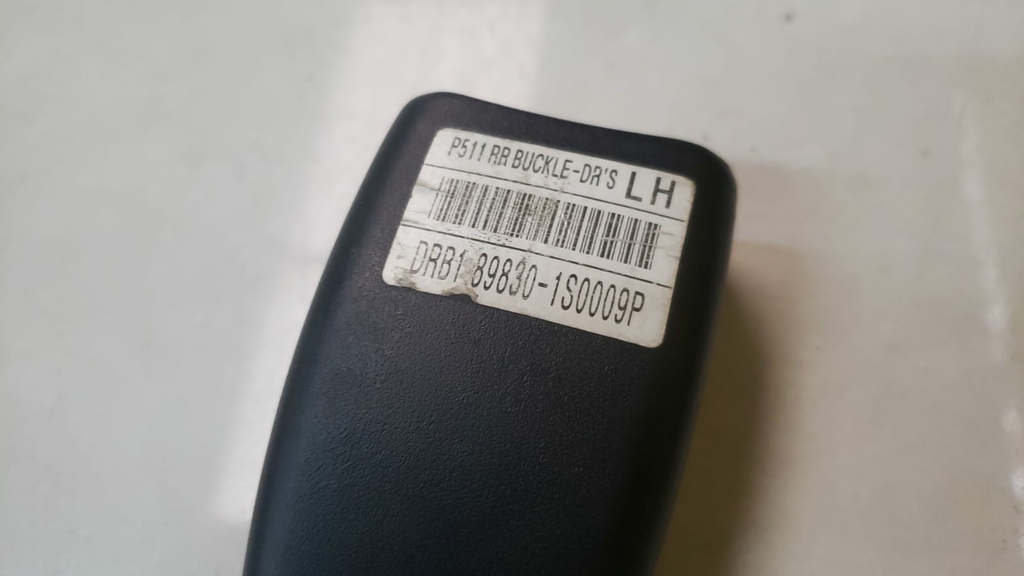 P511 RR BUCKLE-DR'S LH
DRB1 89830-1S0009P